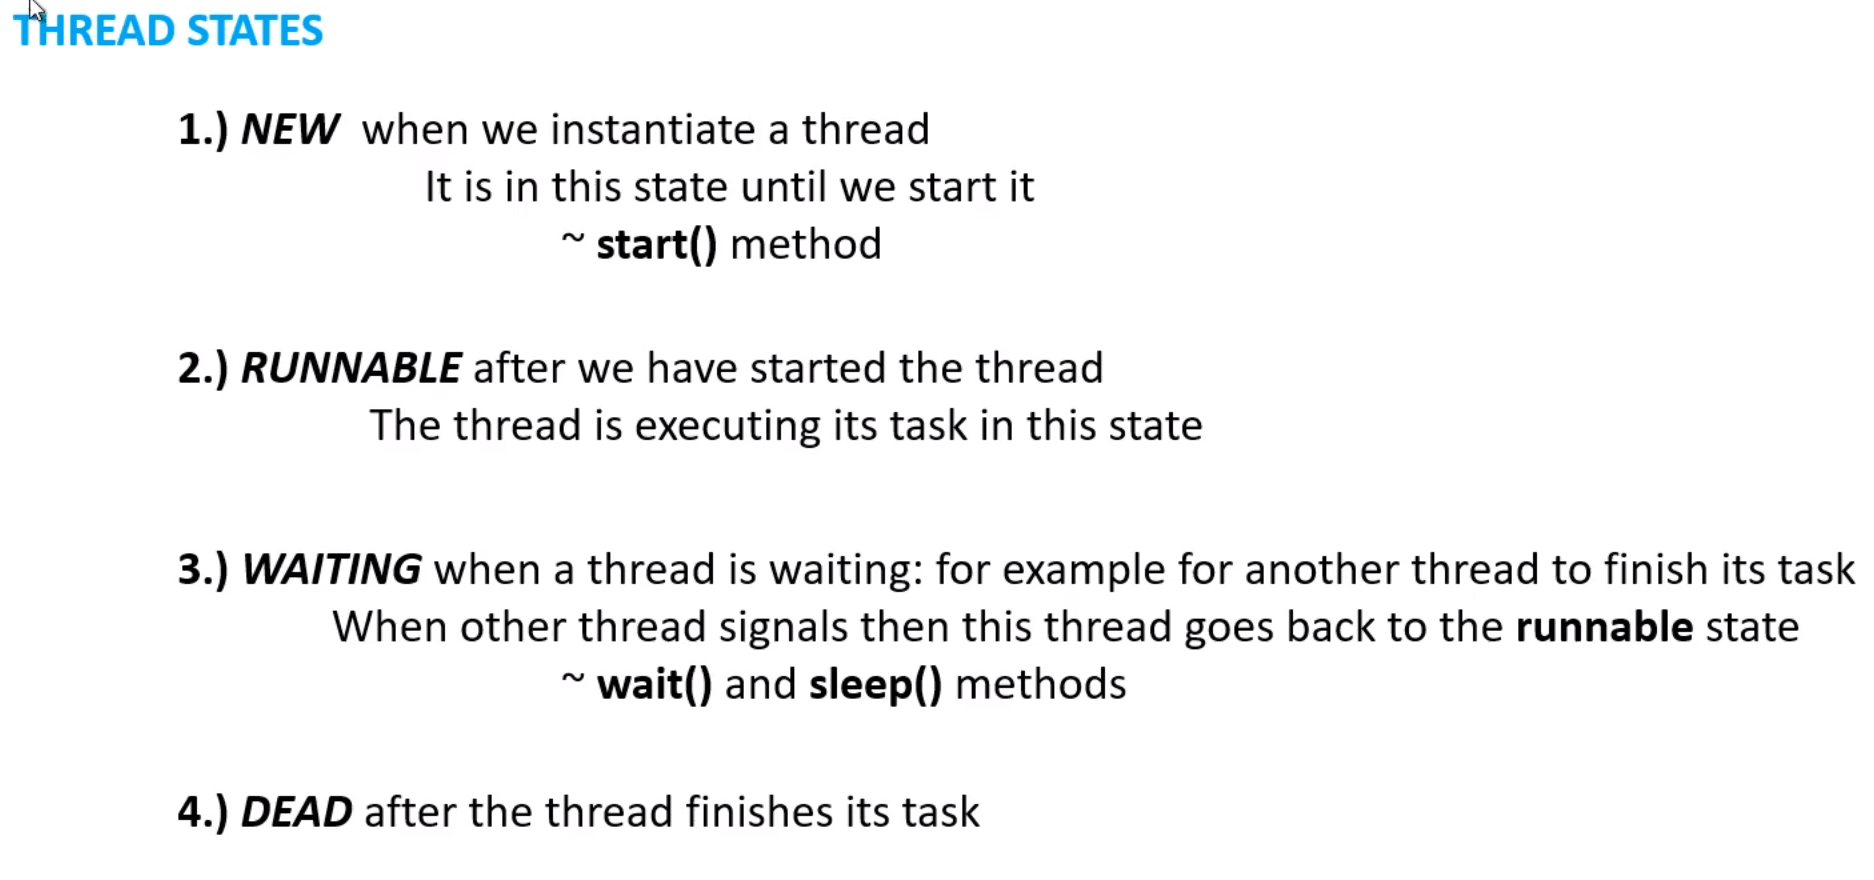 THREAD STATES
1.) NEW when we instantiate a thread
It is in this state until we start it
~ start() method
2.) RUNNABLE after we have started the thread
The thread is executing its task in this state
3.) WAITING when a thread is waiting: for example for another thread to finish its task
When other thread signals then this thread goes back to the runnable state
~ wait() and sleep() methods
4.) DEAD after the thread finishes its task